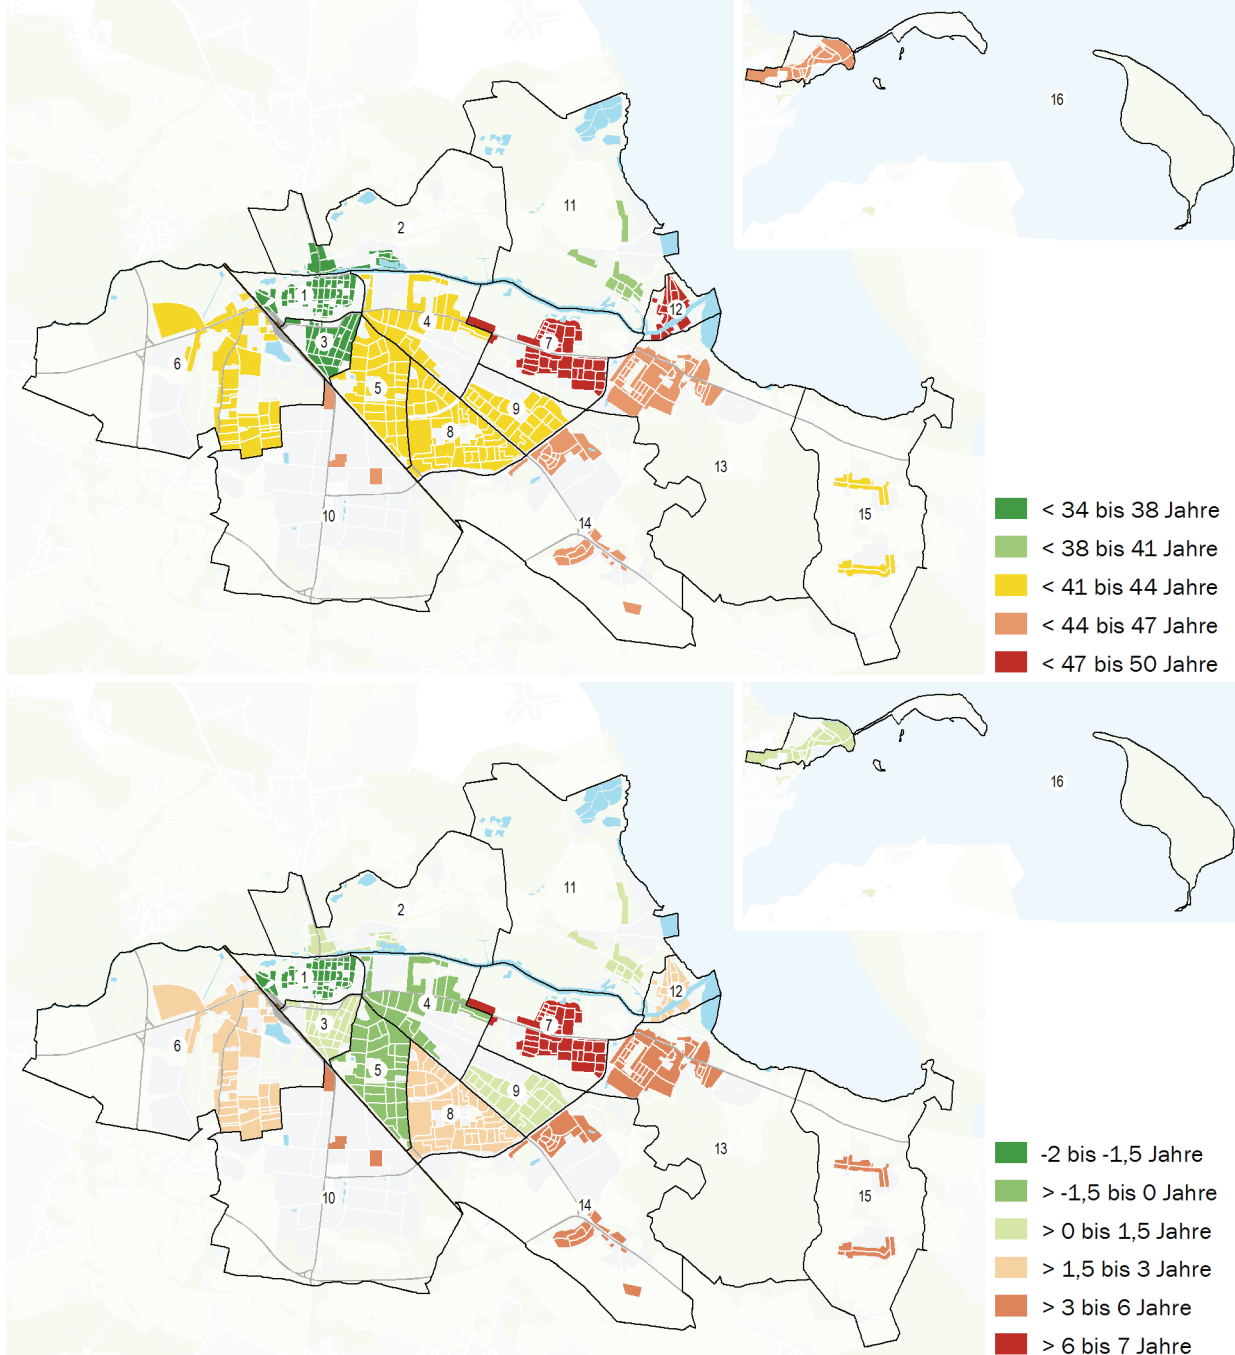 16
11
2
1
12
4
3
7
6
5
9
8
13
10
15
14
< 34 bis 38 Jahre
< 38 bis 41 Jahre
< 41 bis 44 Jahre
< 44 bis 47 Jahre
< 47 bis 50 Jahre
16
11
2
1
12
4
3
7
6
5
9
8
13
10
15
14
-2 bis -1,5 Jahre
> -1,5 bis 0 Jahre
> 0 bis 1,5 Jahre
> 1,5 bis 3 Jahre
> 3 bis 6 Jahre
> 6 bis 7 Jahre